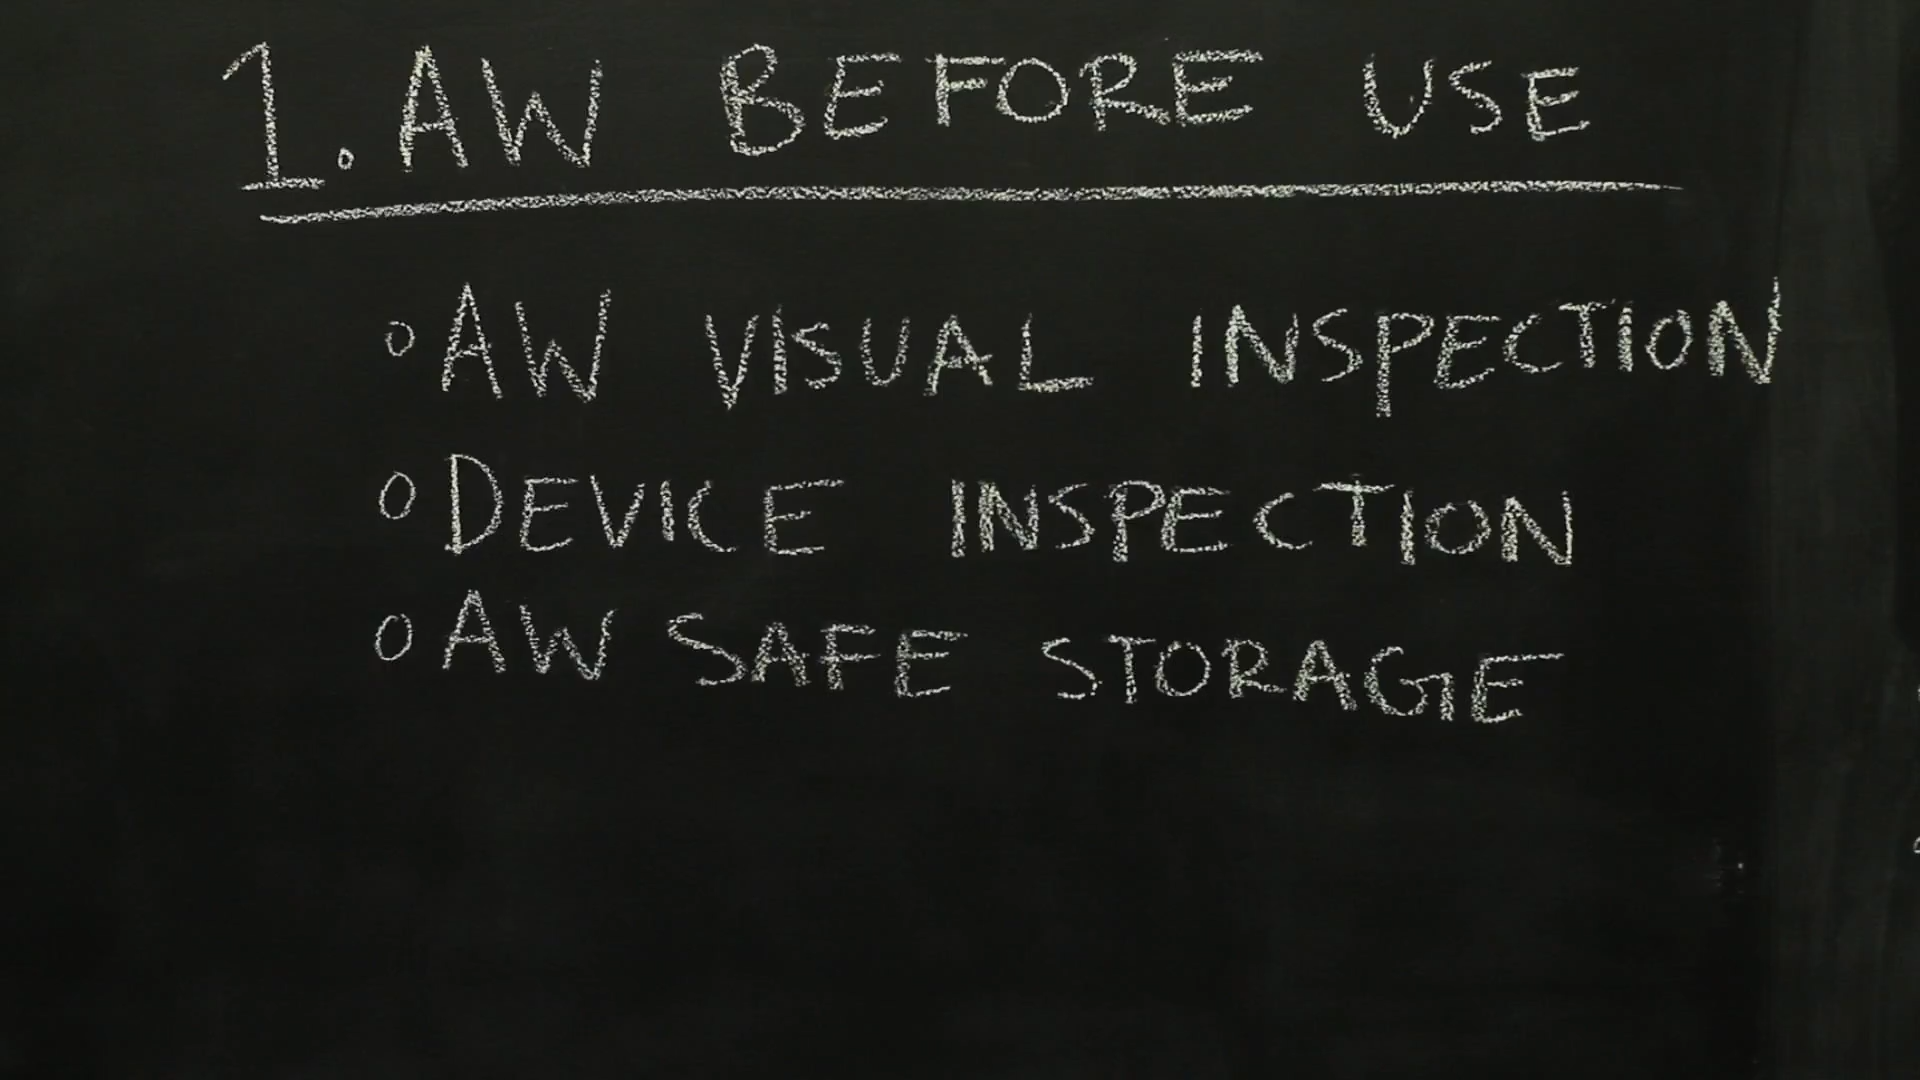 1. AW BEFORE USE
o AW VISUAL INSPECTION
o DEVICE INSPECTION
o AW SAFE STORAGE